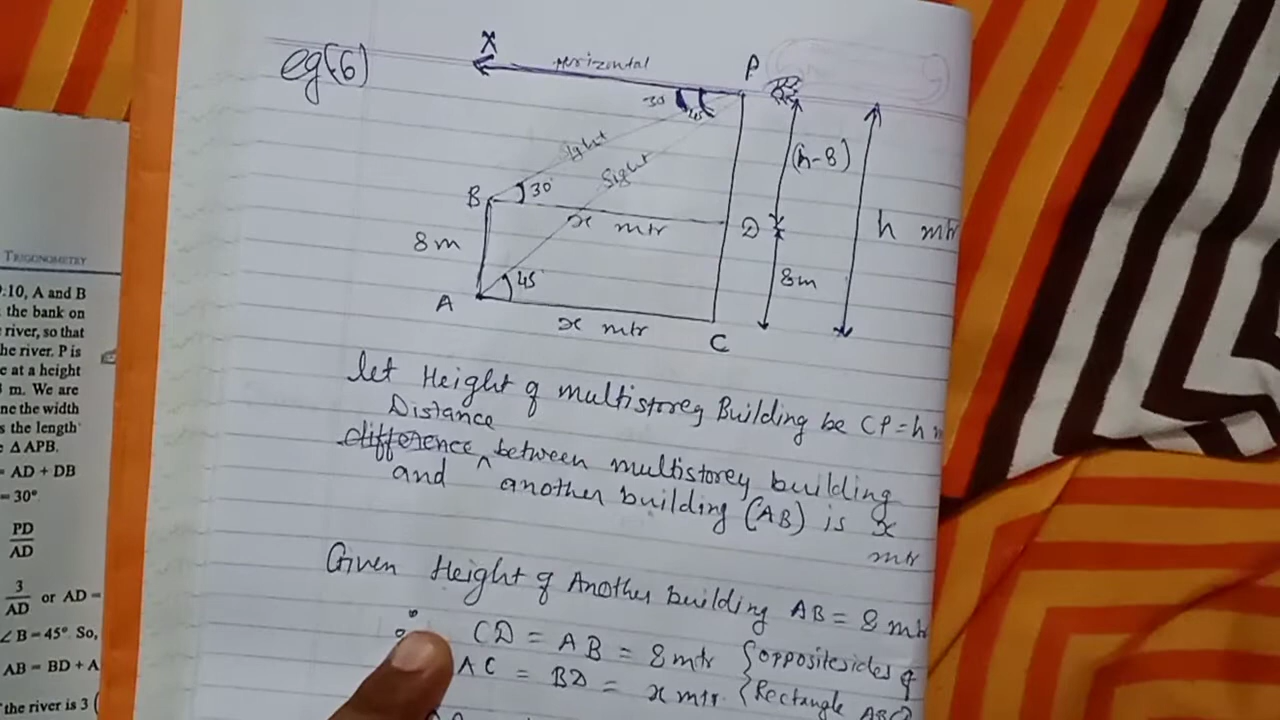 eg(6)
X
Horizontal
P
30
45
(h-8)
Sight
B
30°
x mtr
D
h mtr
8m
A
45°
x mtr
C
8m
let Height of multistorey Building be CP = h
Distance
difference between multistorey building
and another building (AB) is x
mtr
Given Height of Another building AB = 8 mtr
CD = AB = 8 mtr {opposite sides of
AC = BD = x mtr. {Rectangle
TRIGONOMETRY
:10, A and B
the bank on
river, so that
he river. P is
e at a height
m. We are
ne the width
s the length
Δ APB.
= AD + DB
= 30°.
PD
AD
3
AD
or AD =
∠B = 45°. So,
AB = BD + A
the river is 3 (